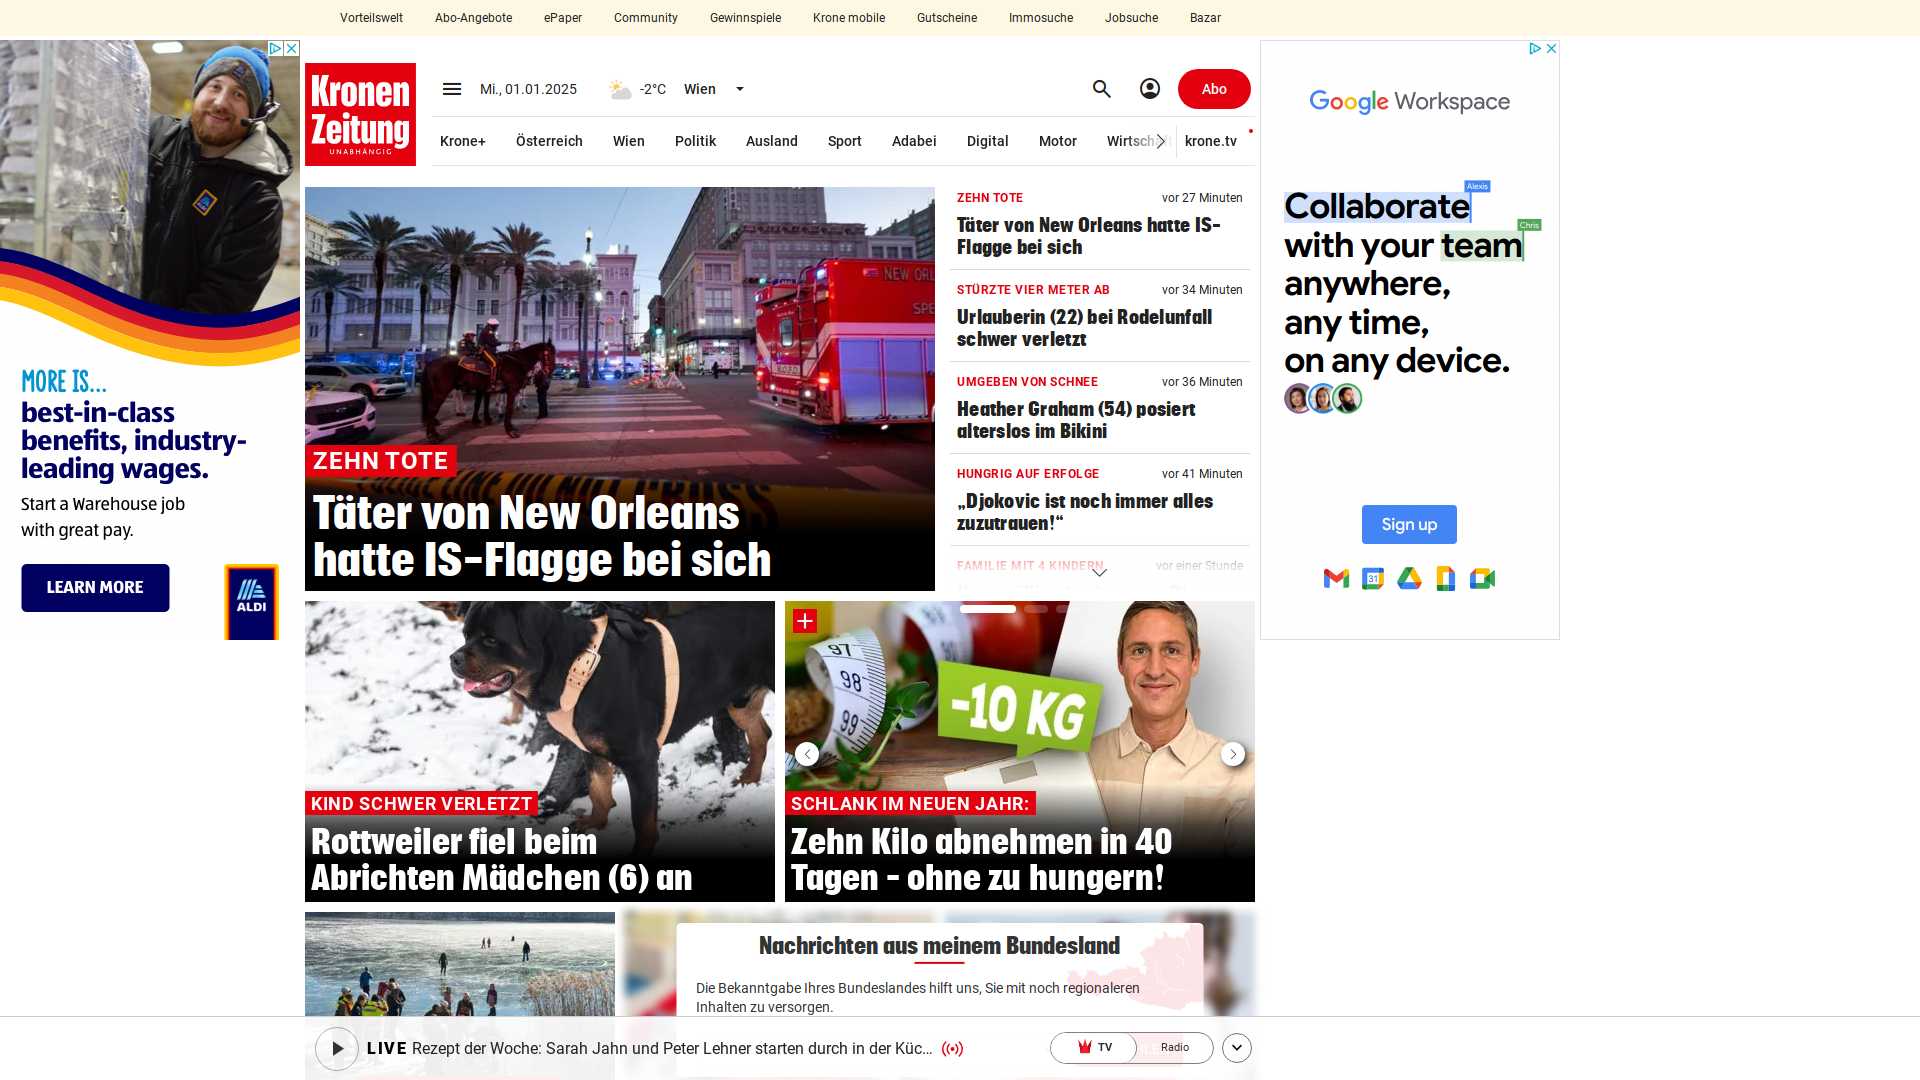 Vorteilswelt Abo-Angebote ePaper Community Gewinnspiele Krone mobile Gutscheine Immosuche Jobsuche Bazar
Kronen
Zeitung
UNABHÄNGIG
Mi., 01.01.2025 -2°C Wien
Abo
Krone+ Österreich Wien Politik Ausland Sport Adabei Digital Motor Wirtschaft krone.tv
MORE IS...
best-in-class
benefits, industry-
leading wages.
Start a Warehouse job
with great pay.
LEARN MORE
ALDI
NEW ORL
SPE
ZEHN TOTE
Täter von New Orleans
hatte IS-Flagge bei sich
ZEHN TOTE vor 27 Minuten
Täter von New Orleans hatte IS-
Flagge bei sich
STÜRZTE VIER METER AB vor 34 Minuten
Urlauberin (22) bei Rodelunfall
schwer verletzt
UMGEBEN VON SCHNEE vor 36 Minuten
Heather Graham (54) posiert
alterslos im Bikini
HUNGRIG AUF ERFOLGE vor 41 Minuten
„Djokovic ist noch immer alles
zuzutrauen!“
FAMILIE MIT 4 KINDERN vor einer Stunde
Google Workspace
Alexis
Collaborate
Chris
with your team
anywhere,
any time,
on any device.
Sign up
31
KIND SCHWER VERLETZT
Rottweiler fiel beim
Abrichten Mädchen (6) an
97
98
99
-10 KG
SCHLANK IM NEUEN JAHR:
Zehn Kilo abnehmen in 40
Tagen - ohne zu hungern!
Nachrichten aus meinem Bundesland
Die Bekanntgabe Ihres Bundeslandes hilft uns, Sie mit noch regionaleren
Inhalten zu versorgen.
LIVE Rezept der Woche: Sarah Jahn und Peter Lehner starten durch in der Küc...
TV Radio